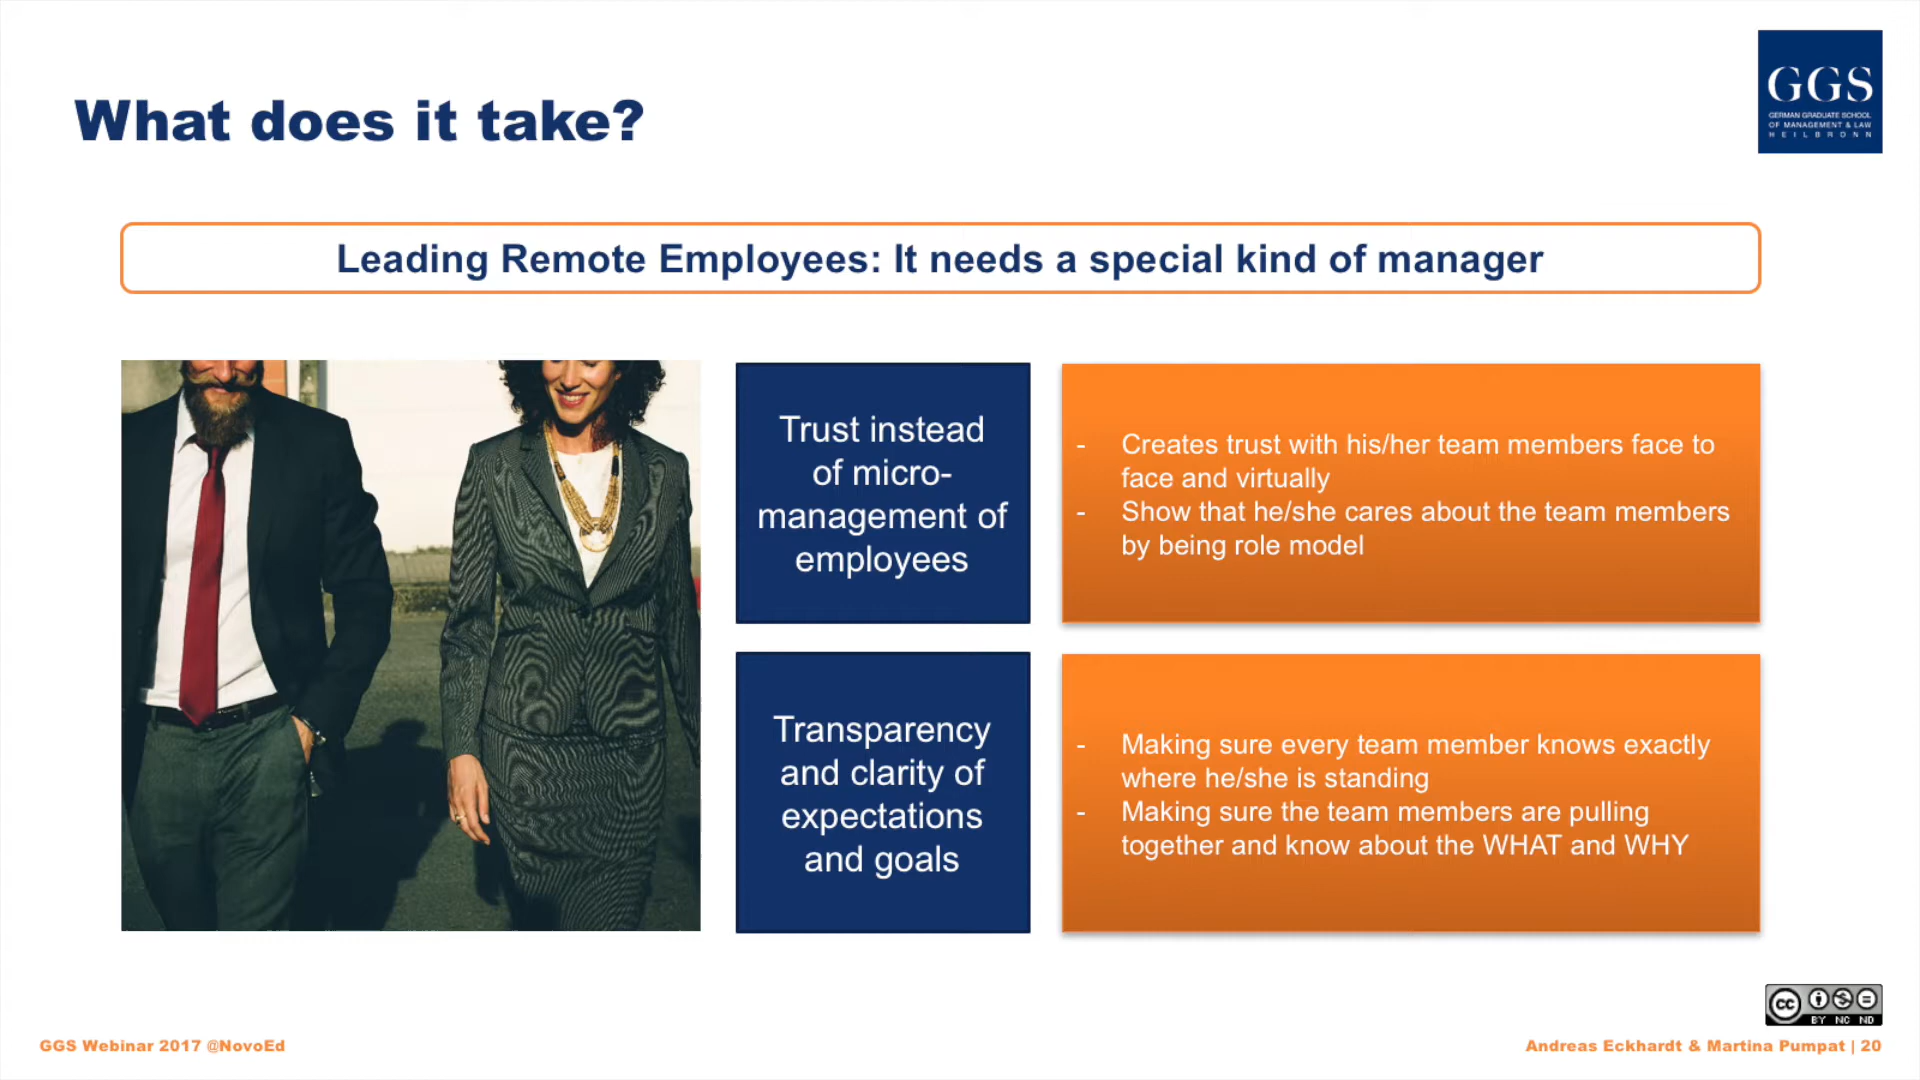 What does it take?
GGS
GERMAN GRADUATE SCHOOL
OF MANAGEMENT & LAW
HEILBRONN
Leading Remote Employees: It needs a special kind of manager
Trust instead
of micro-
management of
employees
- Creates trust with his/her team members face to
face and virtually
- Show that he/she cares about the team members
by being role model
Transparency
and clarity of
expectations
and goals
- Making sure every team member knows exactly
where he/she is standing
- Making sure the team members are pulling
together and know about the WHAT and WHY
cc
BY NC ND
GGS Webinar 2017 @NovoEd
Andreas Eckhardt & Martina Pumpat | 20